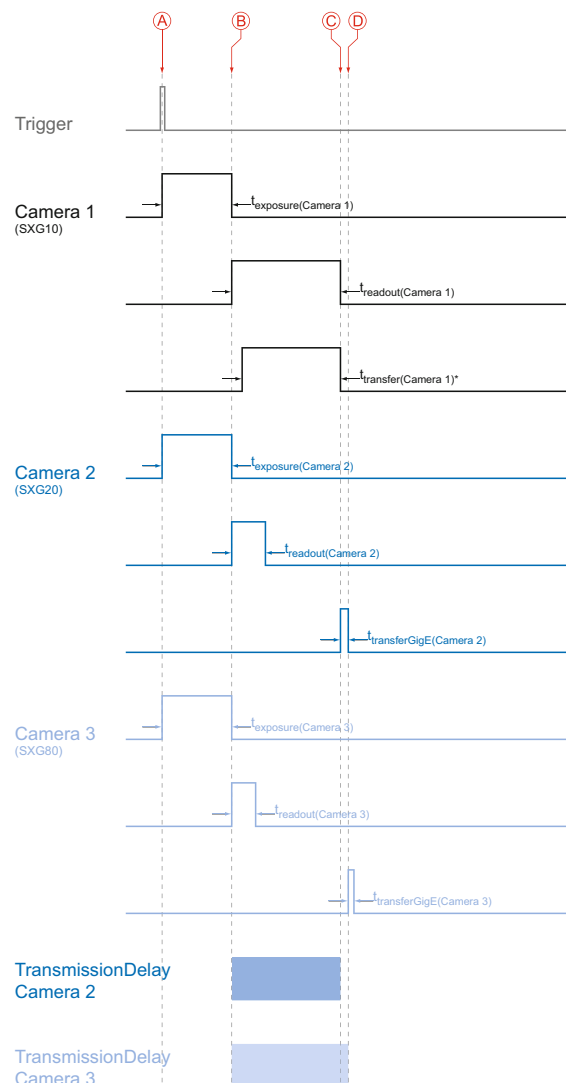 A B C D
Trigger
Camera 1
(SXG10)
texposure(Camera 1)
treadout(Camera 1)
ttransfer(Camera 1)*
Camera 2
(SXG20)
texposure(Camera 2)
treadout(Camera 2)
ttransferGigE(Camera 2)
Camera 3
(SXG80)
texposure(Camera 3)
treadout(Camera 3)
ttransferGigE(Camera 3)
TransmissionDelay
Camera 2
TransmissionDelay
Camera 3